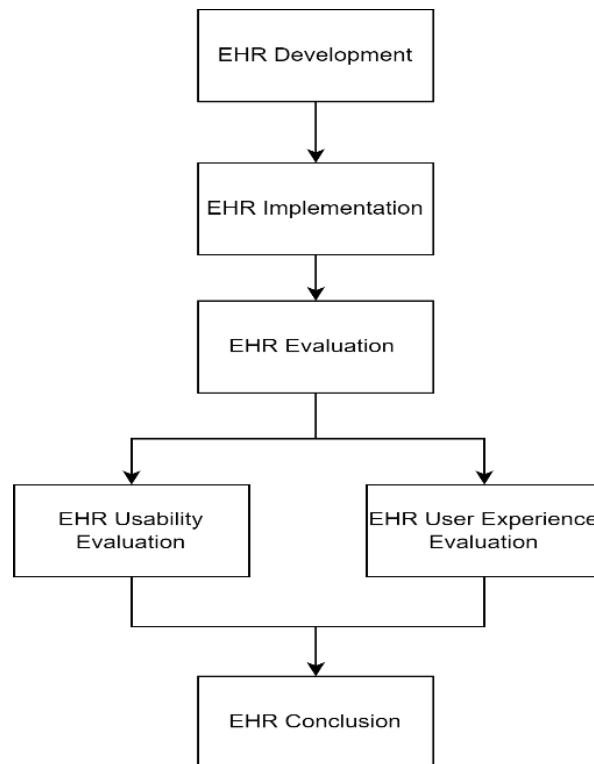 EHR Development
EHR Implementation
EHR Evaluation
EHR Usability
Evaluation
EHR User Experience
Evaluation
EHR Conclusion